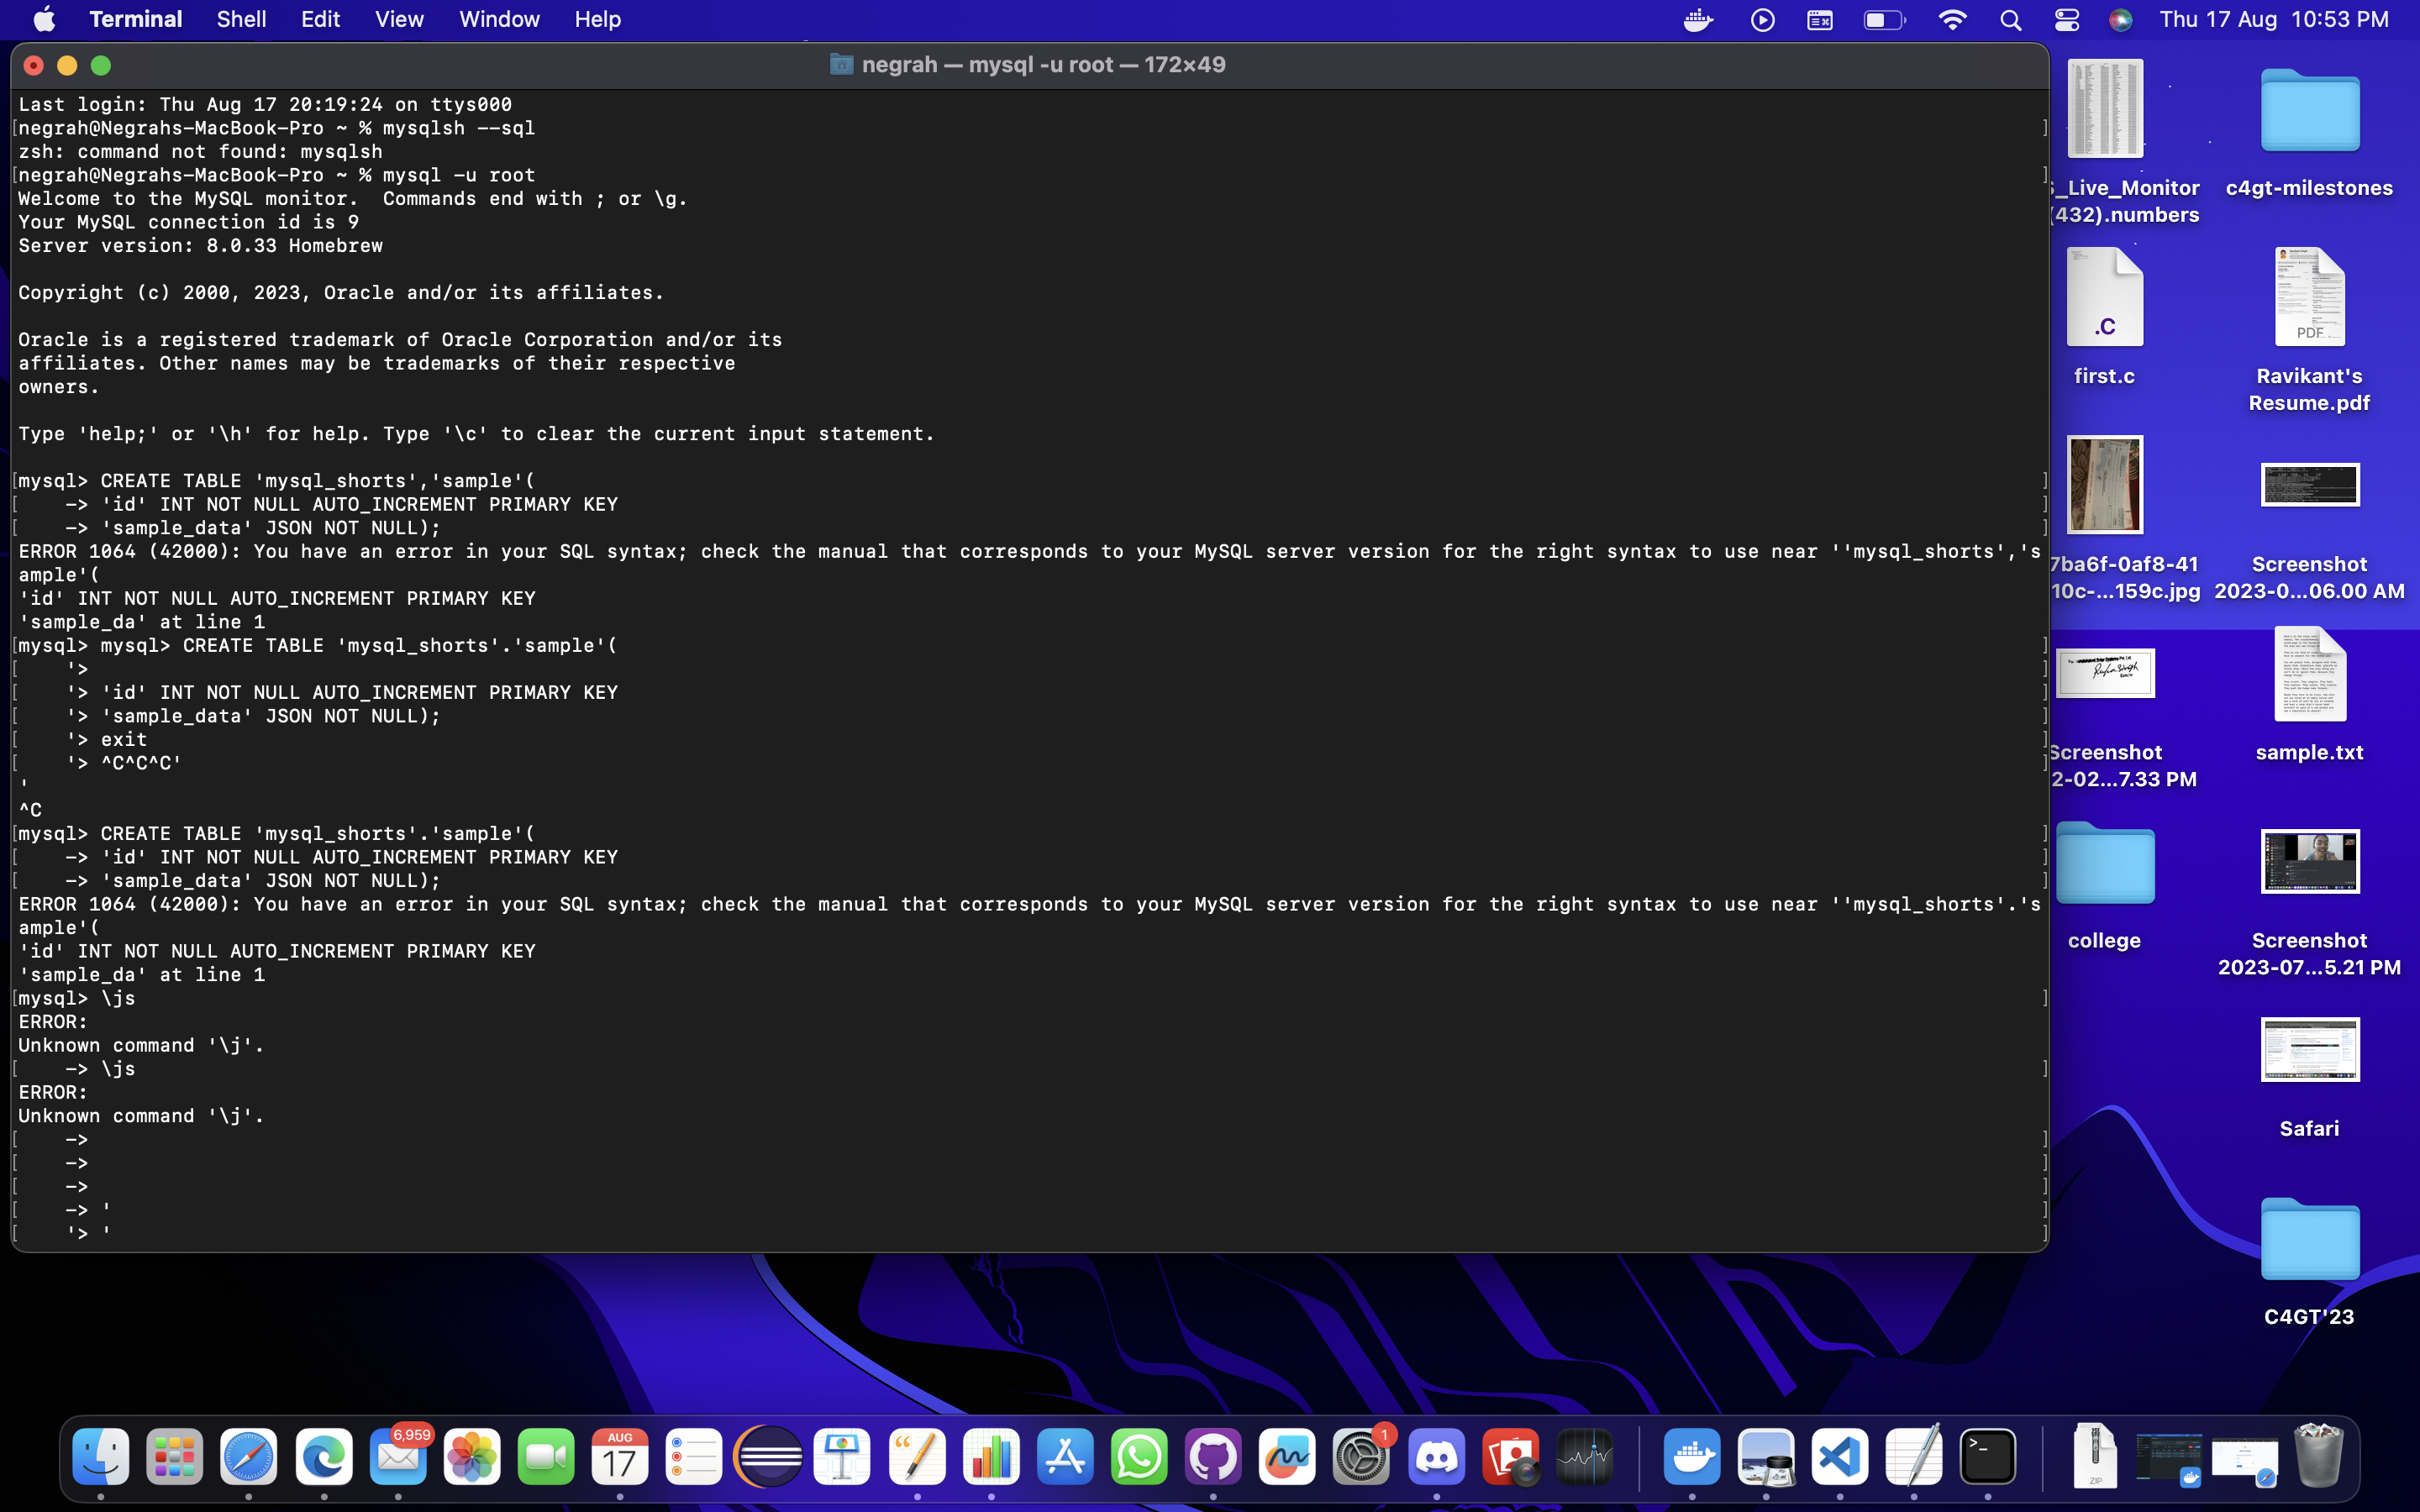 Terminal Shell Edit View Window Help Thu 17 Aug 10:53 PM
negrah — mysql -u root — 172×49
Last login: Thu Aug 17 20:19:24 on ttys000
[negrah@Negrahs-MacBook-Pro ~ % mysqlsh --sql ]
zsh: command not found: mysqlsh
[negrah@Negrahs-MacBook-Pro ~ % mysql -u root ]
Welcome to the MySQL monitor.  Commands end with ; or \g.
Your MySQL connection id is 9
Server version: 8.0.33 Homebrew
Copyright (c) 2000, 2023, Oracle and/or its affiliates.
Oracle is a registered trademark of Oracle Corporation and/or its
affiliates. Other names may be trademarks of their respective
owners.
Type 'help;' or '\h' for help. Type '\c' to clear the current input statement.
[mysql> CREATE TABLE 'mysql_shorts','sample'( ]
[    -> 'id' INT NOT NULL AUTO_INCREMENT PRIMARY KEY ]
[    -> 'sample_data' JSON NOT NULL); ]
ERROR 1064 (42000): You have an error in your SQL syntax; check the manual that corresponds to your MySQL server version for the right syntax to use near ''mysql_shorts','s
ample'(
'id' INT NOT NULL AUTO_INCREMENT PRIMARY KEY
'sample_da' at line 1
[mysql> mysql> CREATE TABLE 'mysql_shorts'.'sample'( ]
[    '> ]
[    '> 'id' INT NOT NULL AUTO_INCREMENT PRIMARY KEY ]
[    '> 'sample_data' JSON NOT NULL); ]
[    '> exit ]
[    '> ^C^C^C' ]
'
^C
[mysql> CREATE TABLE 'mysql_shorts'.'sample'( ]
[    -> 'id' INT NOT NULL AUTO_INCREMENT PRIMARY KEY ]
[    -> 'sample_data' JSON NOT NULL); ]
ERROR 1064 (42000): You have an error in your SQL syntax; check the manual that corresponds to your MySQL server version for the right syntax to use near ''mysql_shorts'.'s
ample'(
'id' INT NOT NULL AUTO_INCREMENT PRIMARY KEY
'sample_da' at line 1
[mysql> \js ]
ERROR:
Unknown command '\j'.
[    -> \js ]
ERROR:
Unknown command '\j'.
[    -> ]
[    -> ]
[    -> ]
[    -> ' ]
[    '> ' ]
_Live_Monitor
(432).numbers
c4gt-milestones
.C
first.c
PDF
Ravikant's
Resume.pdf
7ba6f-0af8-41
10c-...159c.jpg
Screenshot
2023-0...06.00 AM
Screenshot
2-02...7.33 PM
sample.txt
college
Screenshot
2023-07...5.21 PM
Safari
C4GT'23
6,959
AUG
17
1
ZIP